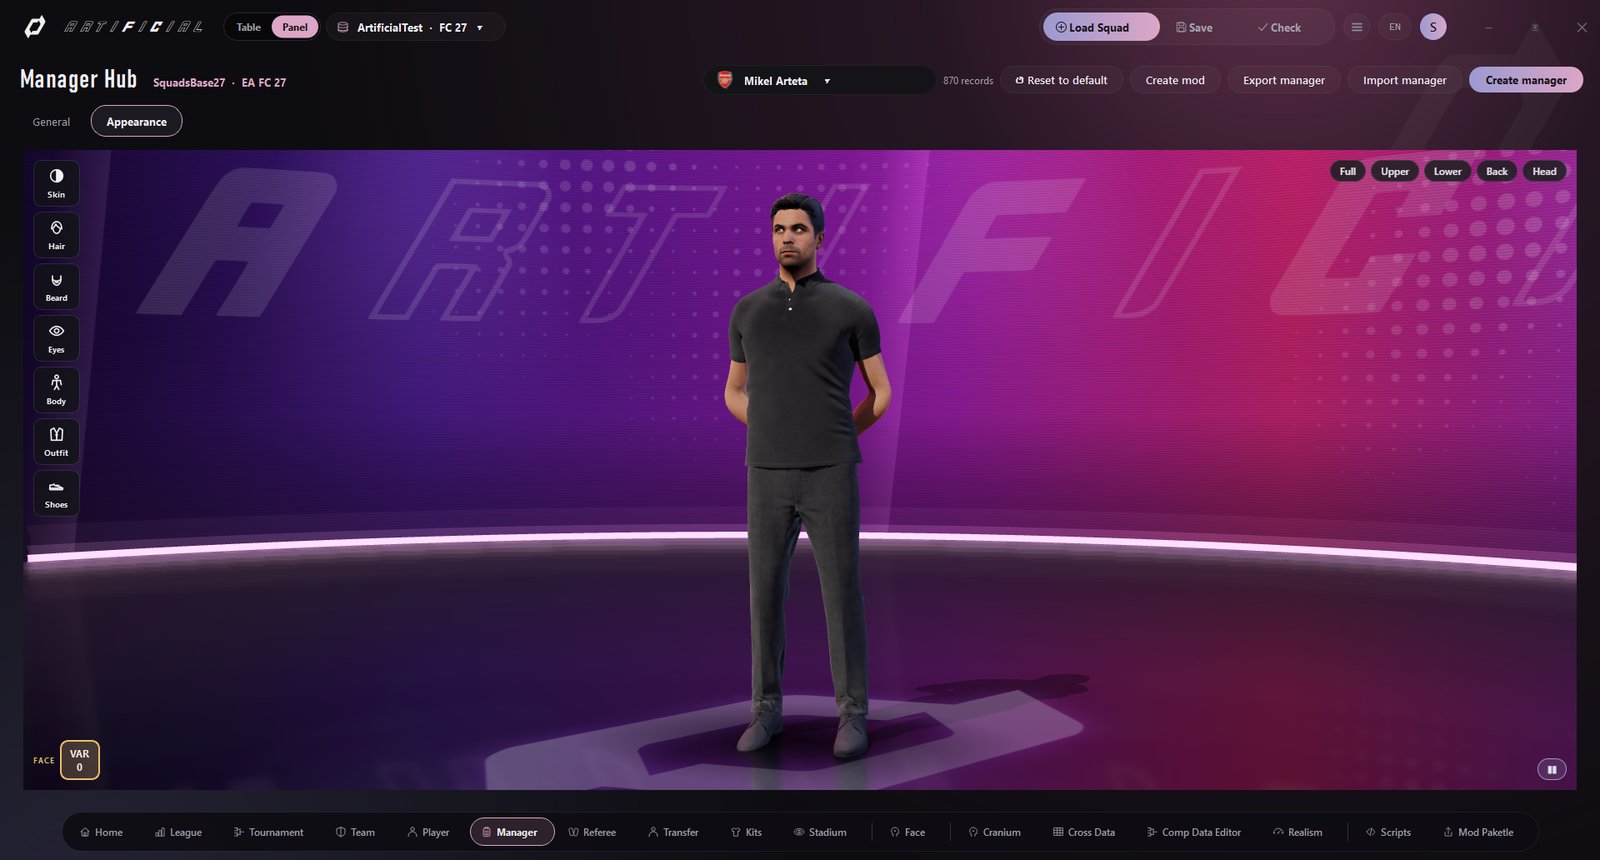 ARTIFICIAL
Table Panel ArtificialTest · FC 27
Load Squad Save Check EN S
Manager Hub SquadsBase27 · EA FC 27
Mikel Arteta 870 records Reset to default Create mod Export manager Import manager Create manager
General Appearance
Full Upper Lower Back Head
ARTIFICI
Skin
Hair
Beard
Eyes
Body
Outfit
Shoes
FACE VAR 0
Home League Tournament Team Player Manager Referee Transfer Kits Stadium Face Cranium Cross Data Comp Data Editor Realism Scripts Mod Paketle